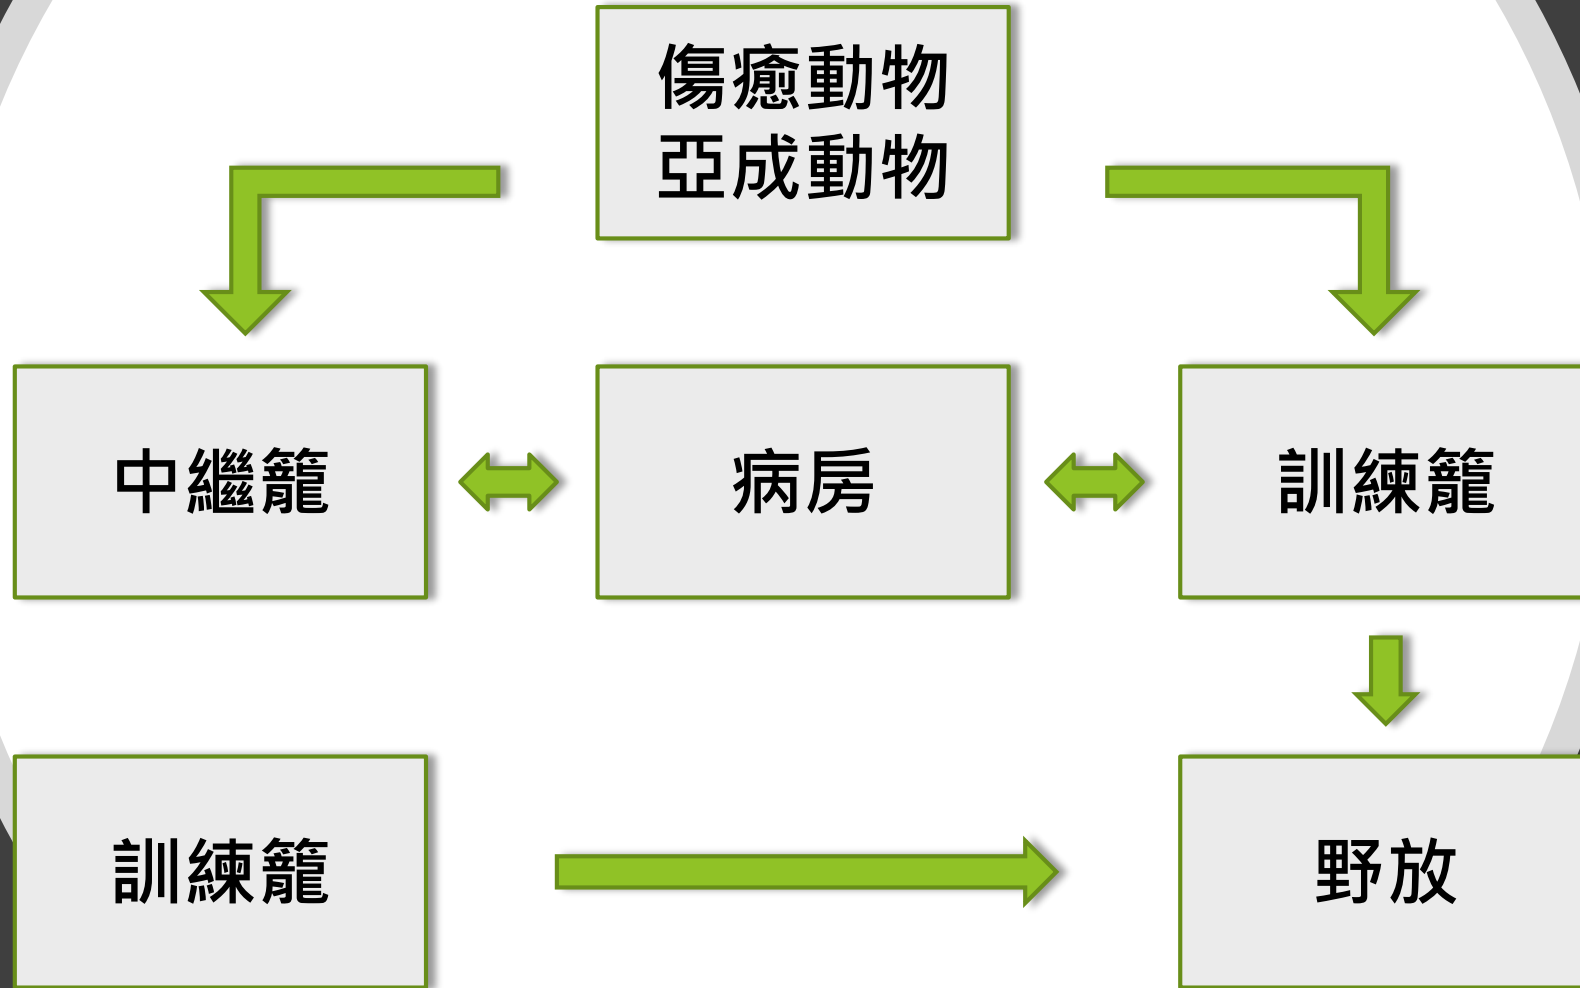 傷癒動物
亞成動物
中繼籠
病房
訓練籠
訓練籠
野放